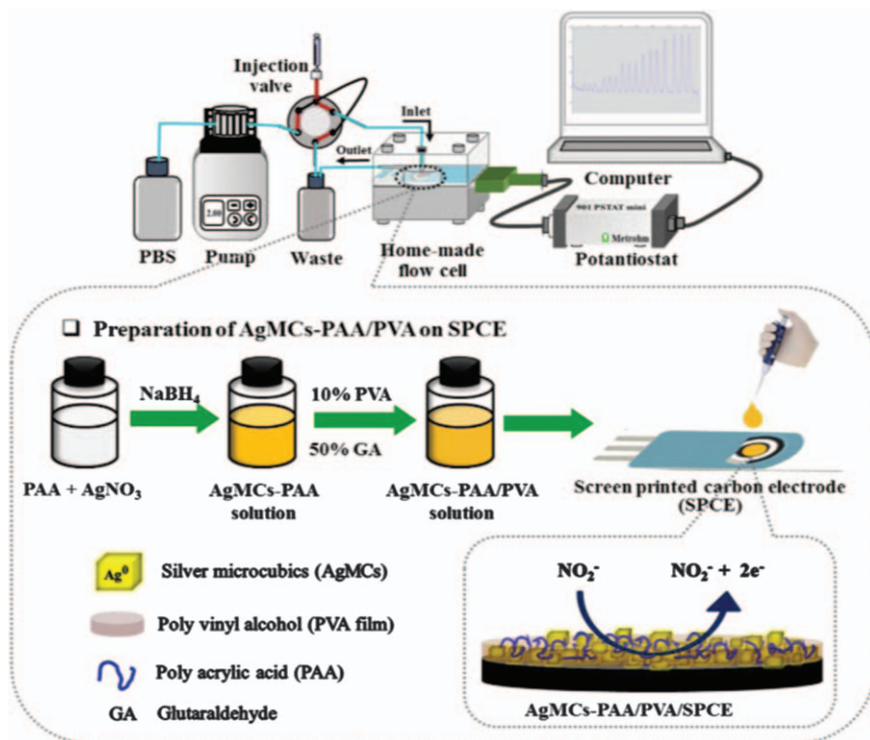 Injection
valve
Inlet
Outlet
2.00
PBS
Pump
Waste
Home-made
flow cell
Computer
901 PSTAT mini
Metrohn
Potantiostat
❑ Preparation of AgMCs-PAA/PVA on SPCE
NaBH₄
10% PVA
50% GA
PAA + AgNO₃
AgMCs-PAA
solution
AgMCs-PAA/PVA
solution
Screen printed carbon electrode
(SPCE)
Ag⁰
Silver microcubics (AgMCs)
Poly vinyl alcohol (PVA film)
Poly acrylic acid (PAA)
GA Glutaraldehyde
NO₂⁻
NO₂⁻ + 2e⁻
AgMCs-PAA/PVA/SPCE